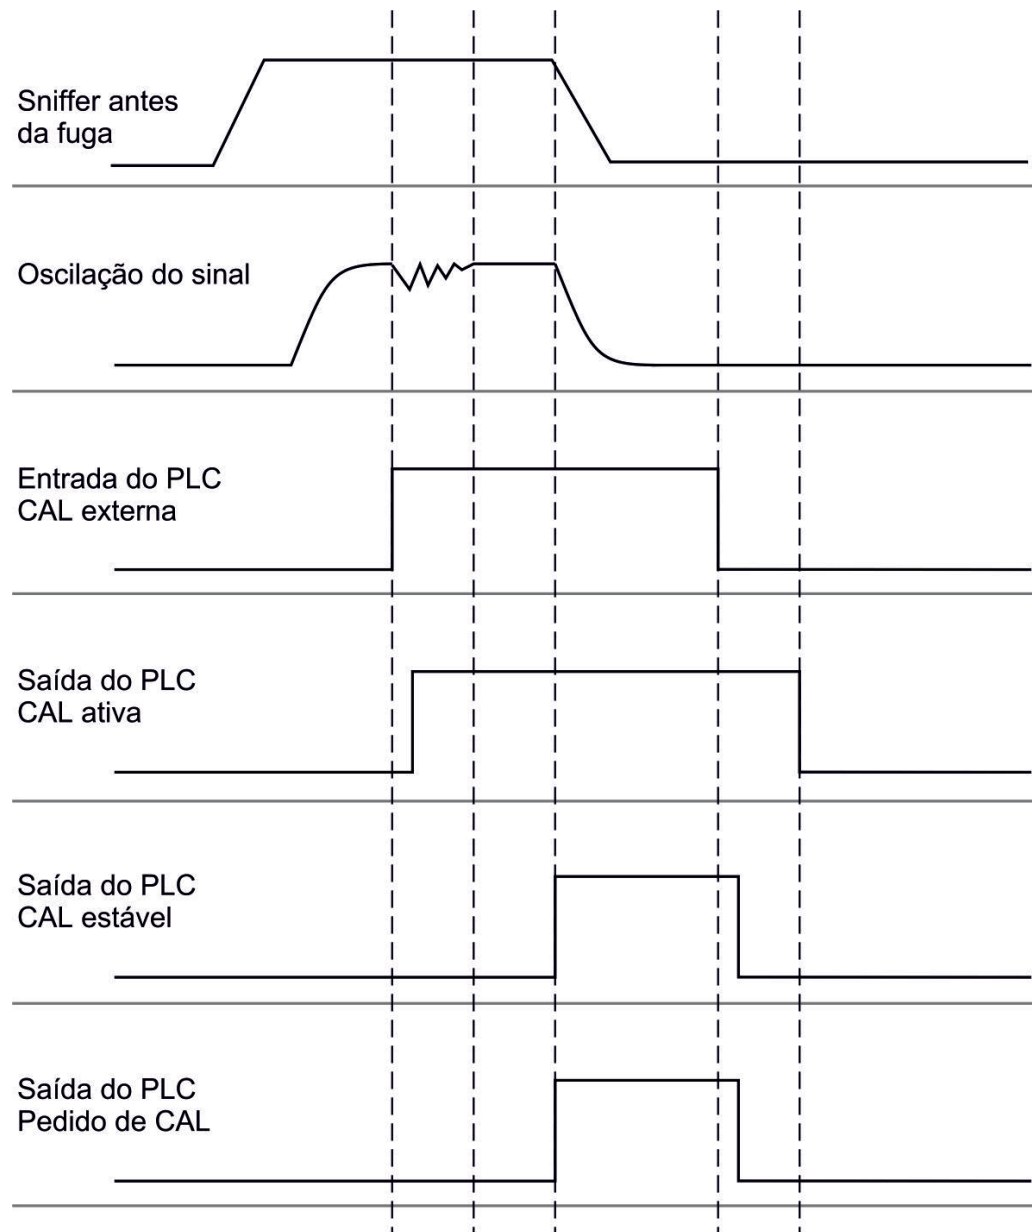 Sniffer antes
da fuga
Oscilação do sinal
Entrada do PLC
CAL externa
Saída do PLC
CAL ativa
Saída do PLC
CAL estável
Saída do PLC
Pedido de CAL